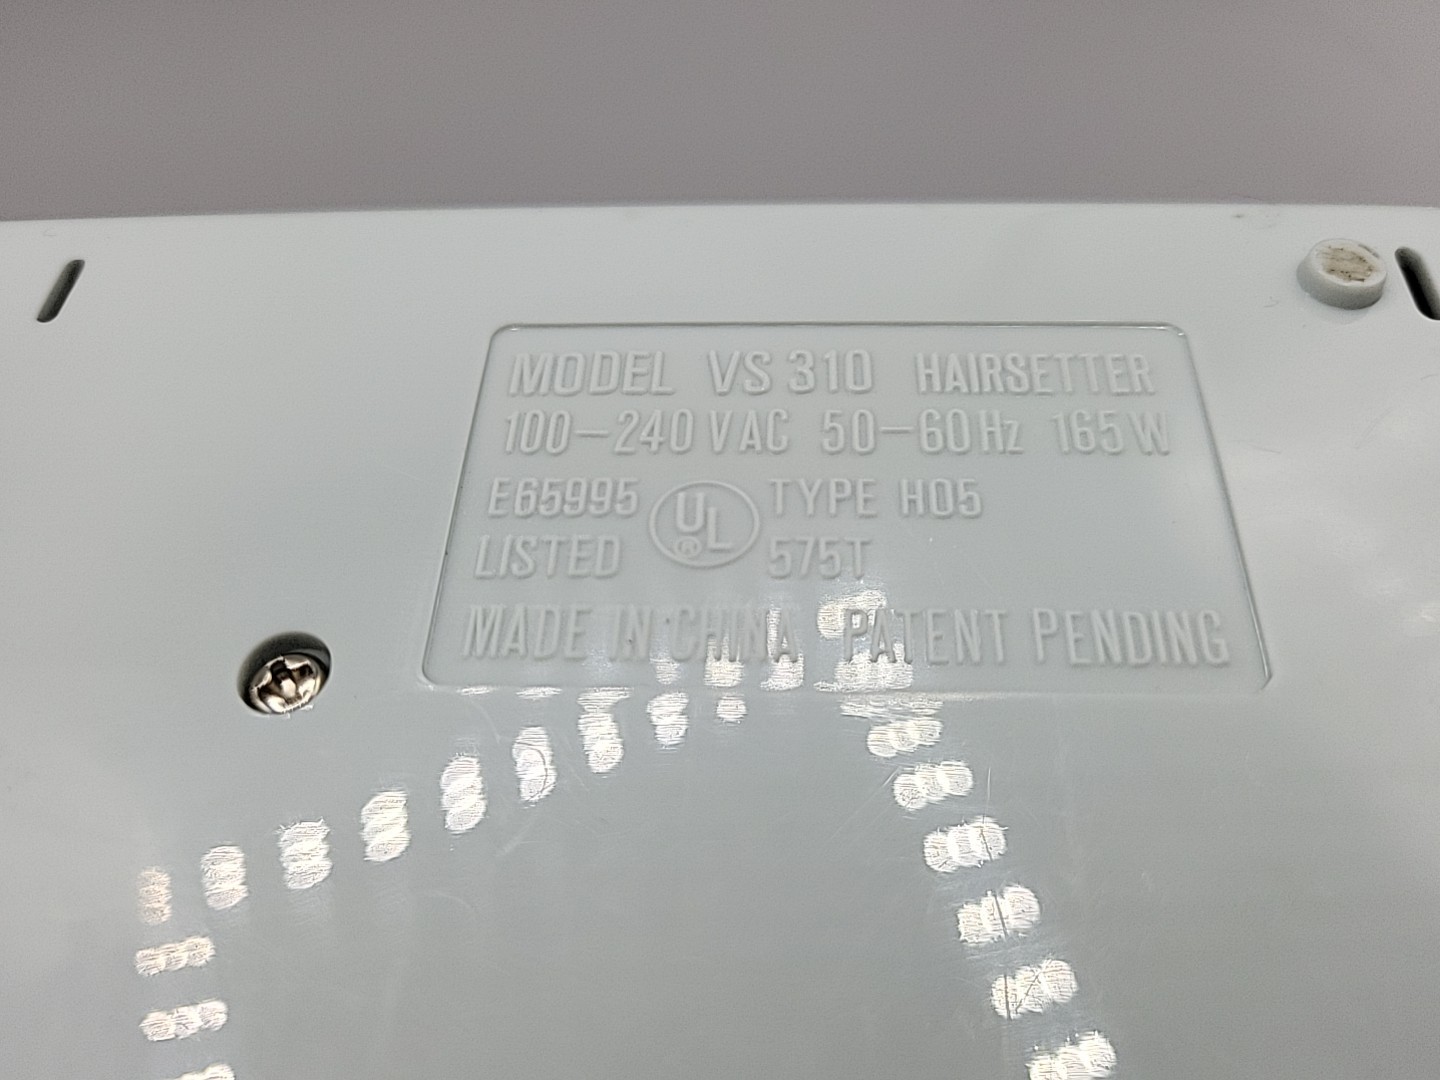 MODEL VS 310 HAIRSETTER
100-240 VAC 50-60 Hz 165 W
E65995 UL® TYPE H05
LISTED 575T
MADE IN CHINA PATENT PENDING